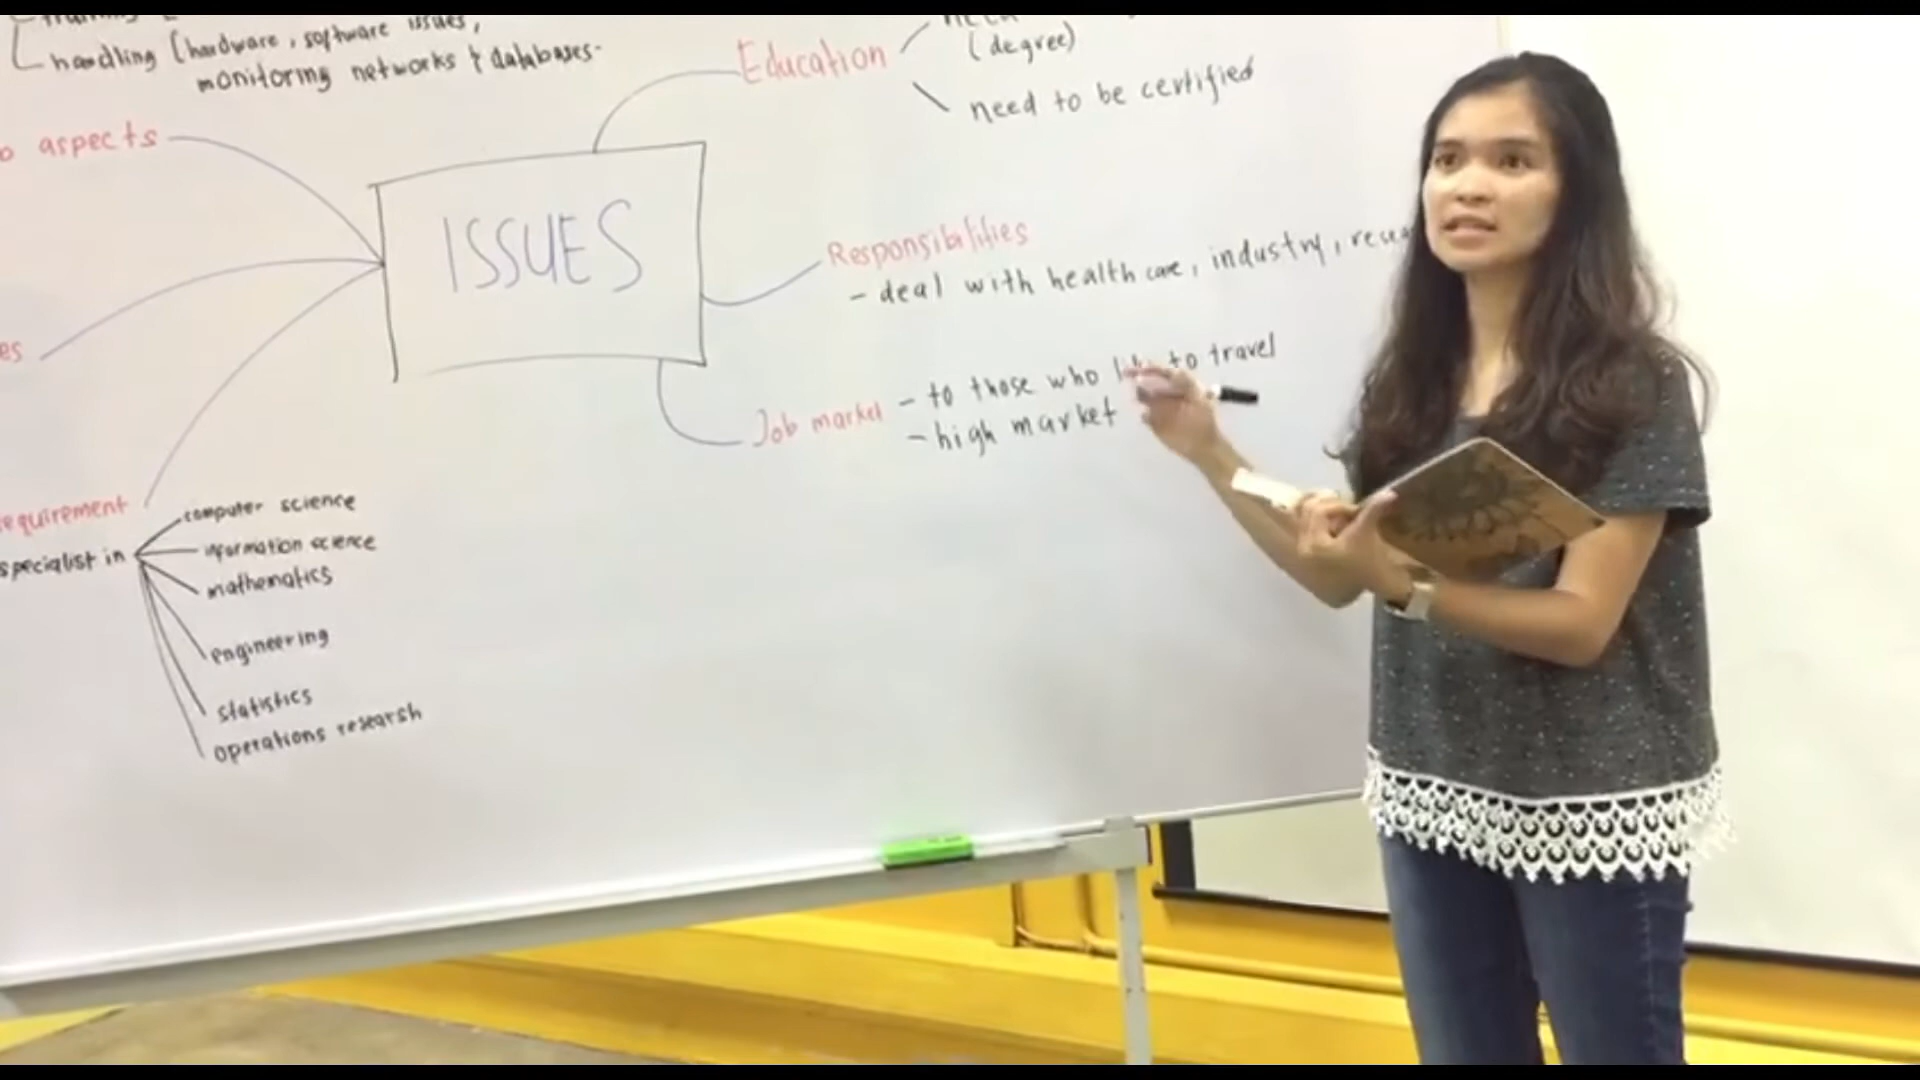 handling (hardware, software issues,
monitoring networks & databases.
aspects
ISSUES
Education
(degree)
need to be certified
Responsibilities
- deal with health care, industry,
Job market
- to those who like to travel
- high market
specialist in
computer science
information science
mathematics
engineering
statistics
operations researsh